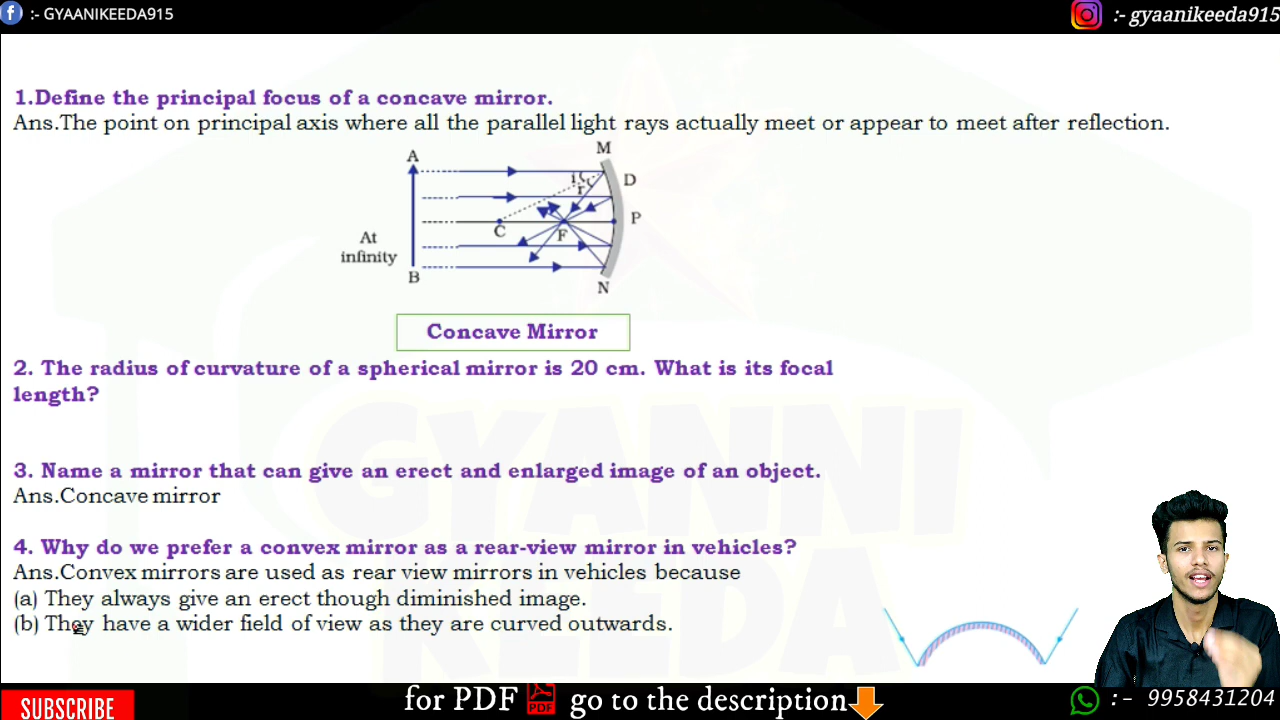 :- GYAANIKEEDA915
:- gyaanikeeda915
1.Define the principal focus of a concave mirror.
Ans.The point on principal axis where all the parallel light rays actually meet or appear to meet after reflection.
M
A
D
i
r
P
C
F
At
infinity
B
N
Concave Mirror
2. The radius of curvature of a spherical mirror is 20 cm. What is its focal
length?
3. Name a mirror that can give an erect and enlarged image of an object.
Ans.Concave mirror
4. Why do we prefer a convex mirror as a rear-view mirror in vehicles?
Ans.Convex mirrors are used as rear view mirrors in vehicles because
(a) They always give an erect though diminished image.
(b) They have a wider field of view as they are curved outwards.
GYANNI
KEEDA
SUBSCRIBE
for PDF PDF go to the description
:- 9958431204